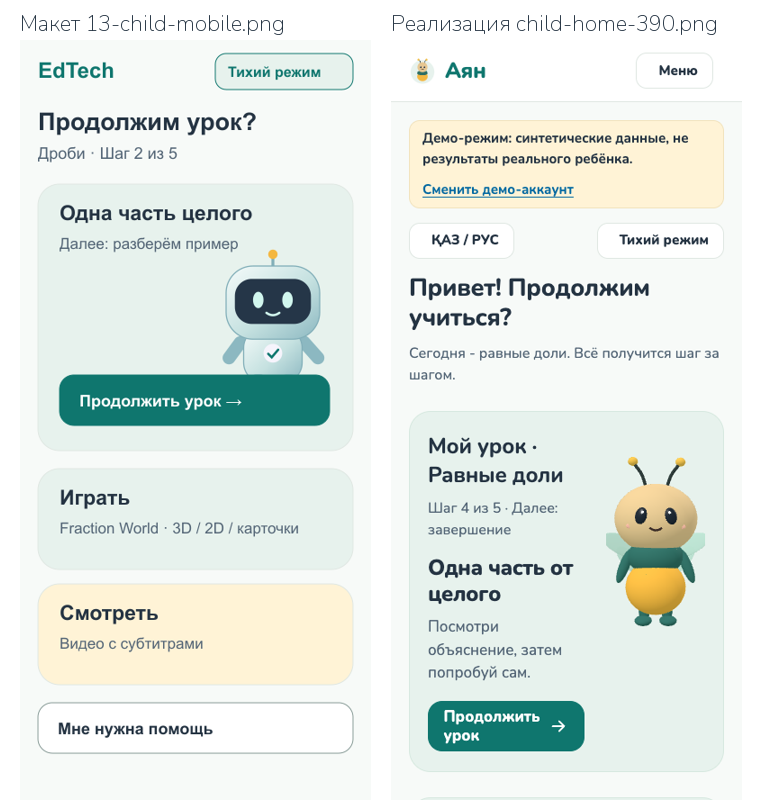 Макет 13-child-mobile.png
EdTech
Тихий режим
Продолжим урок?
Дроби · Шаг 2 из 5
Одна часть целого
Далее: разберём пример
Продолжить урок →
Играть
Fraction World · 3D / 2D / карточки
Смотреть
Видео с субтитрами
Мне нужна помощь
Реализация child-home-390.png
Аян
Меню
Демо-режим: синтетические данные, не
результаты реального ребёнка.
Сменить демо-аккаунт
ҚАЗ / РУС
Тихий режим
Привет! Продолжим
учиться?
Сегодня - равные доли. Всё получится шаг за
шагом.
Мой урок ·
Равные доли
Шаг 4 из 5 · Далее:
завершение
Одна часть от
целого
Посмотри
объяснение, затем
попробуй сам.
Продолжить
урок →